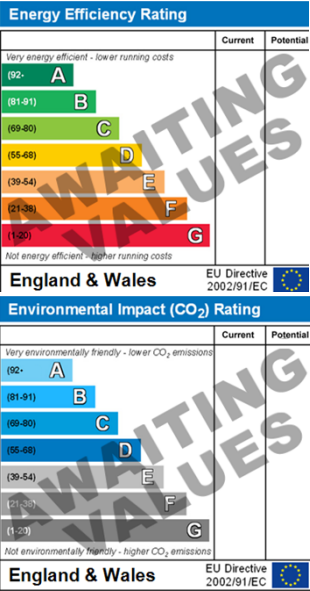 Energy Efficiency Rating
Current Potential
Very energy efficient - lower running costs
(92- A
(81-91) B
(69-80) C
(55-68) D
(39-54) E
(21-38) F
(1-20) G
Not energy efficient - higher running costs
AWAITING
VALUES
England & Wales
EU Directive
2002/91/EC
Environmental Impact (CO2) Rating
Current Potential
Very environmentally friendly - lower CO2 emissions
(92- A
(81-91) B
(69-80) C
(55-68) D
(39-54) E
(21-38) F
(1-20) G
Not environmentally friendly - higher CO2 emissions
AWAITING
VALUES
England & Wales
EU Directive
2002/91/EC